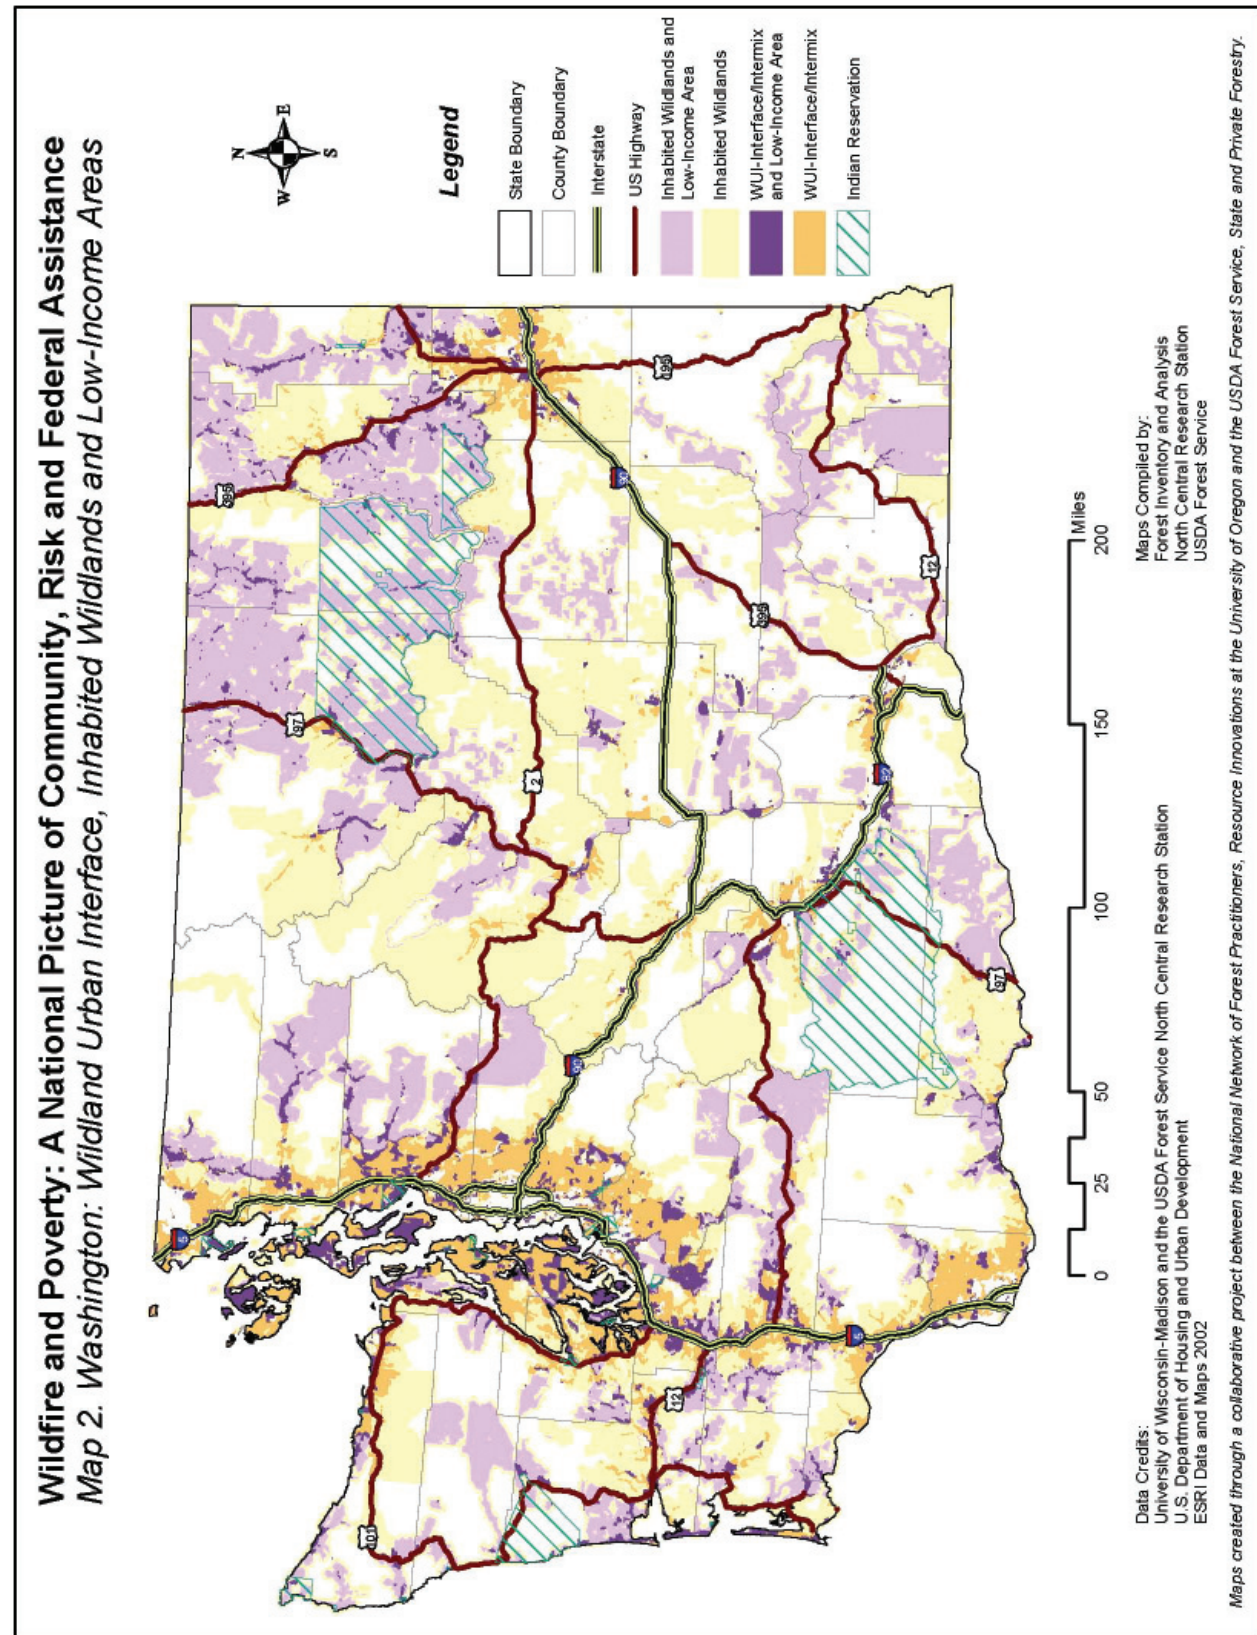 Wildfire and Poverty: A National Picture of Community, Risk and Federal Assistance
Map 2. Washington: Wildland Urban Interface, Inhabited Wildlands and Low-Income Areas
N
W
E
S
Legend
State Boundary
County Boundary
Interstate
US Highway
Inhabited Wildlands and
Low-Income Area
Inhabited Wildlands
WUI-Interface/Intermix
and Low-Income Area
WUI-Interface/Intermix
Indian Reservation
5
97
395
101
2
90
90
195
12
395
12
82
5
97
0
25
50
100
150
200
Miles
Data Credits:
University of Wisconsin-Madison and the USDA Forest Service North Central Research Station
U.S. Department of Housing and Urban Development
ESRI Data and Maps 2002
Maps Compiled by:
Forest Inventory and Analysis
North Central Research Station
USDA Forest Service
Maps created through a collaborative project between the National Network of Forest Practitioners, Resource Innovations at the University of Oregon and the USDA Forest Service, State and Private Forestry.